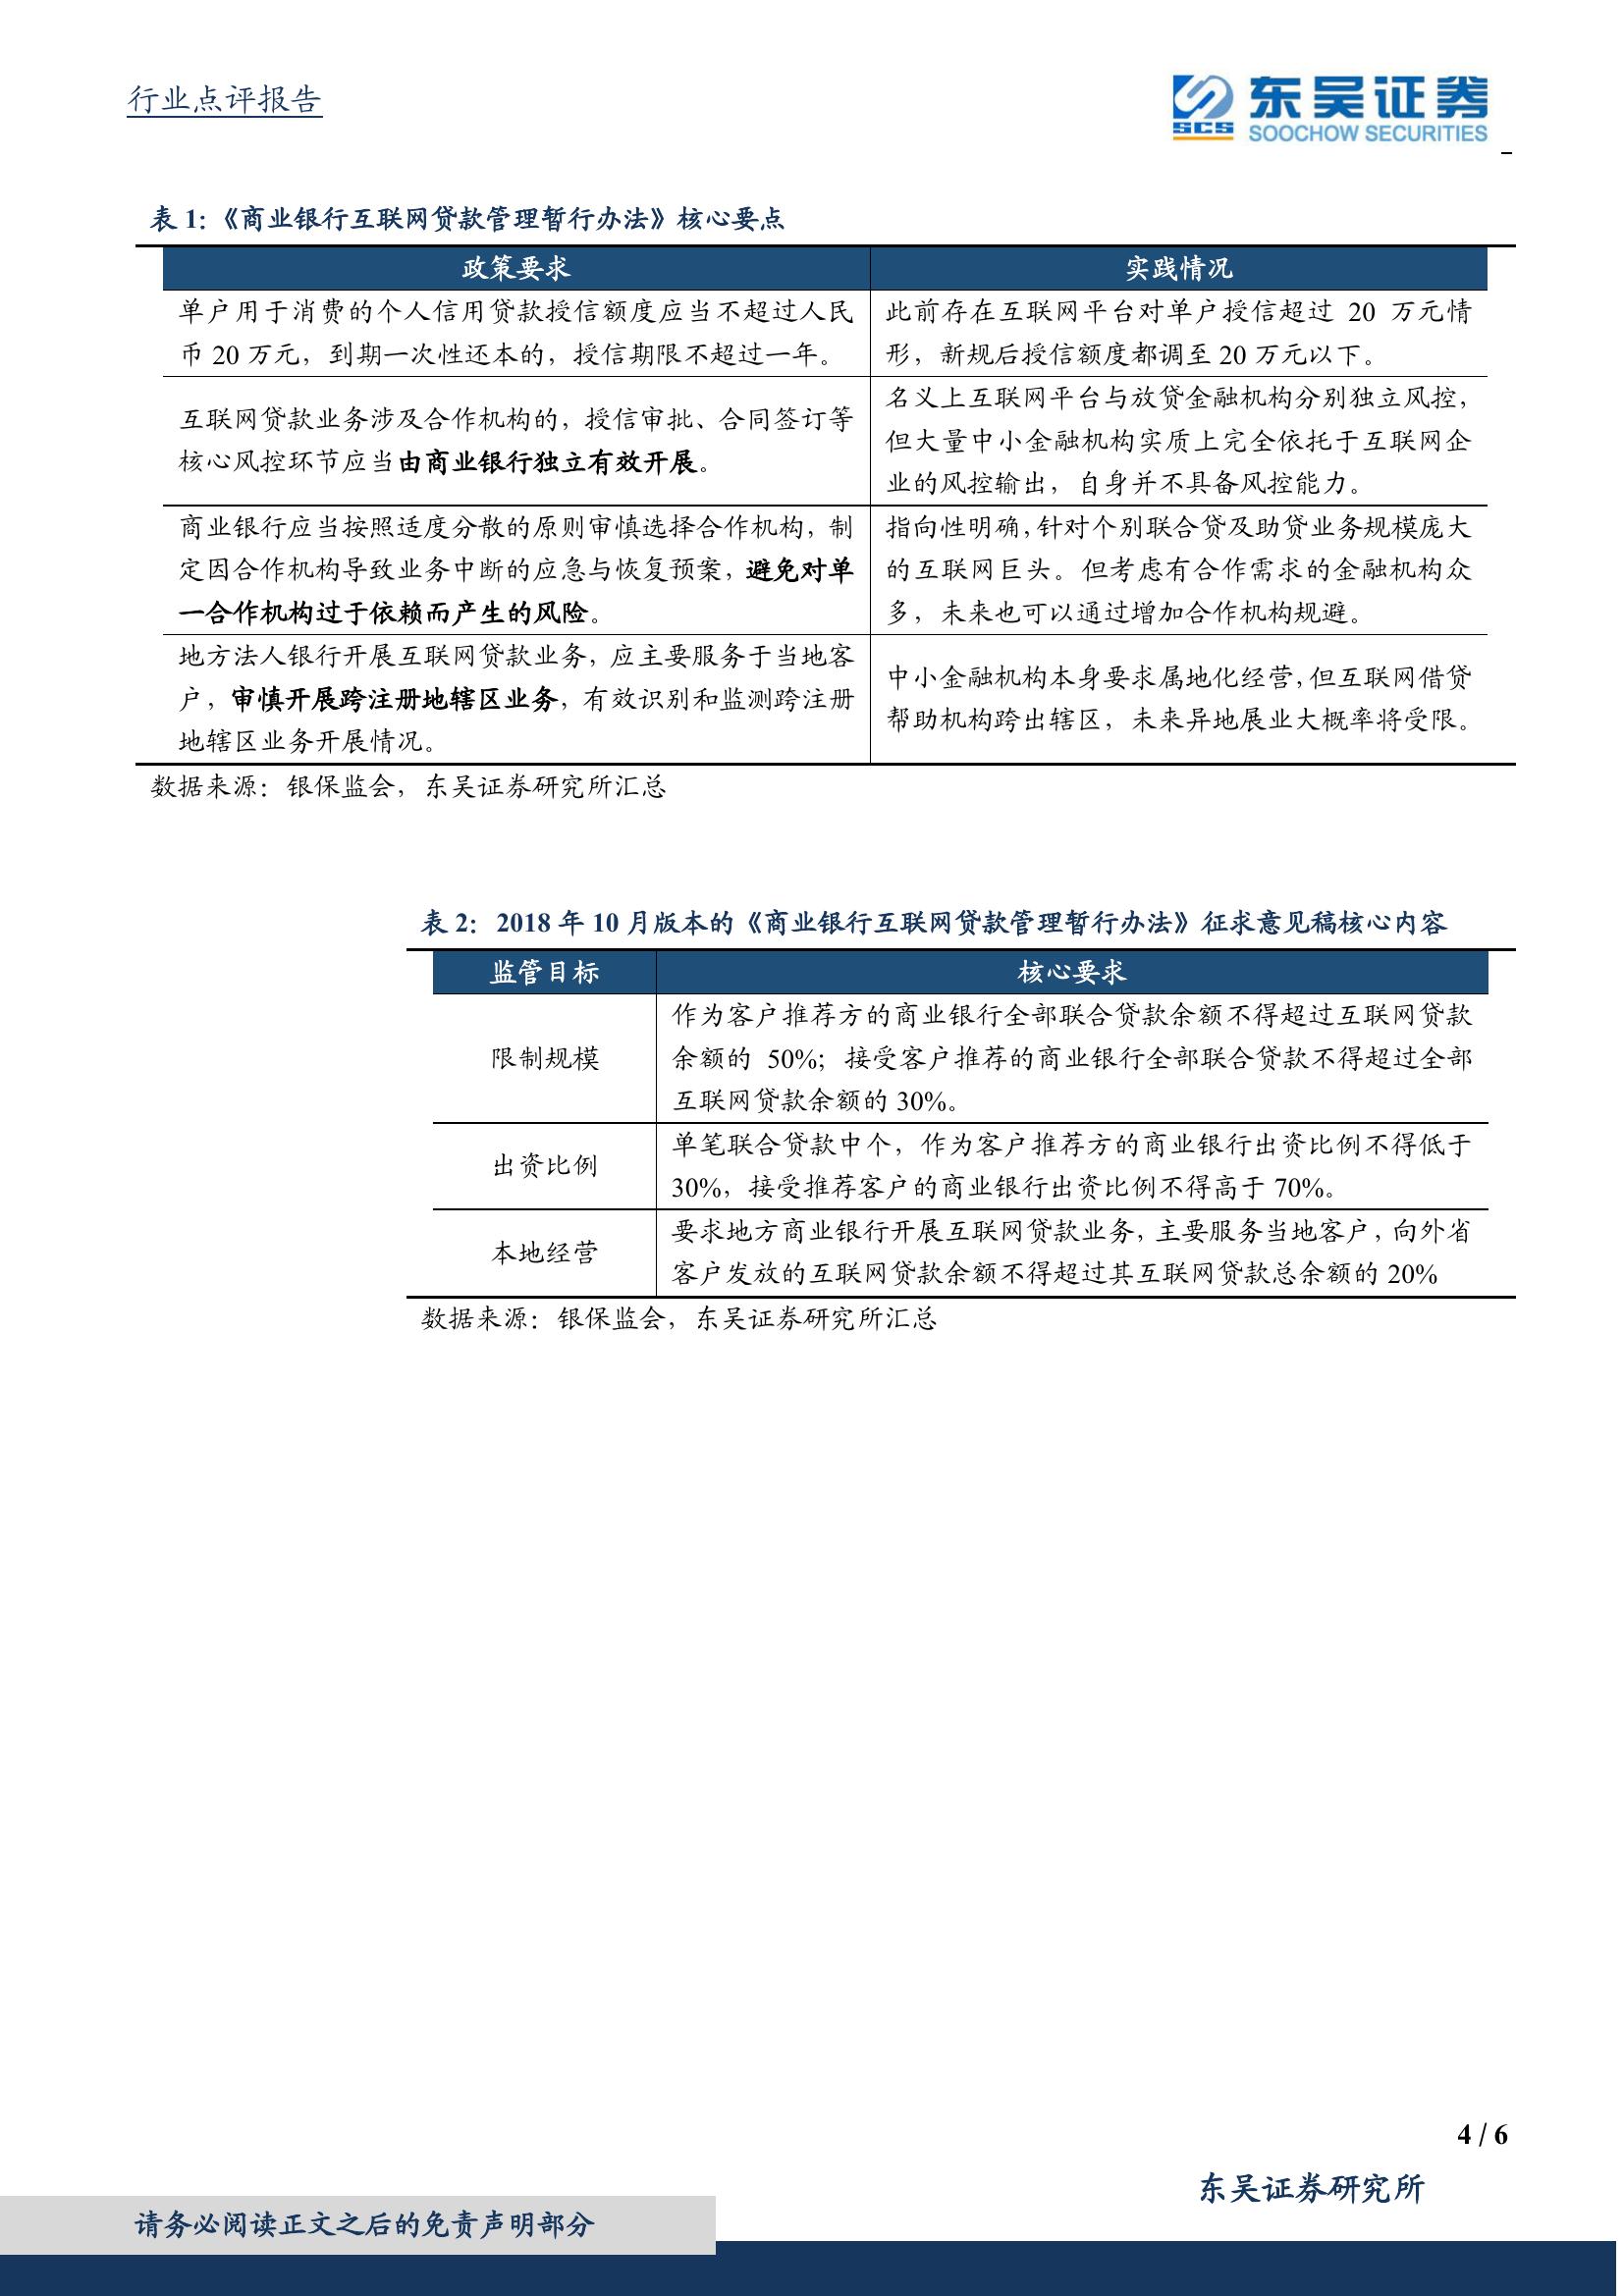 行业点评报告
东吴证券
SCS
SOOCHOW SECURITIES
表 1:《商业银行互联网贷款管理暂行办法》核心要点
政策要求
实践情况
单户用于消费的个人信用贷款授信额度应当不超过人民
币 20 万元，到期一次性还本的，授信期限不超过一年。
此前存在互联网平台对单户授信超过 20 万元情
形，新规后授信额度都调至 20 万元以下。
互联网贷款业务涉及合作机构的，授信审批、合同签订等
核心风控环节应当由商业银行独立有效开展。
名义上互联网平台与放贷金融机构分别独立风控，
但大量中小金融机构实质上完全依托于互联网企
业的风控输出，自身并不具备风控能力。
商业银行应当按照适度分散的原则审慎选择合作机构，制
定因合作机构导致业务中断的应急与恢复预案，避免对单
一合作机构过于依赖而产生的风险。
指向性明确，针对个别联合贷及助贷业务规模庞大
的互联网巨头。但考虑有合作需求的金融机构众
多，未来也可以通过增加合作机构规避。
地方法人银行开展互联网贷款业务，应主要服务于当地客
户，审慎开展跨注册地辖区业务，有效识别和监测跨注册
地辖区业务开展情况。
中小金融机构本身要求属地化经营，但互联网借贷
帮助机构跨出辖区，未来异地展业大概率将受限。
数据来源：银保监会，东吴证券研究所汇总
表 2：2018 年 10 月版本的《商业银行互联网贷款管理暂行办法》征求意见稿核心内容
监管目标
核心要求
限制规模
作为客户推荐方的商业银行全部联合贷款余额不得超过互联网贷款
余额的 50%；接受客户推荐的商业银行全部联合贷款不得超过全部
互联网贷款余额的 30%。
出资比例
单笔联合贷款中个，作为客户推荐方的商业银行出资比例不得低于
30%，接受推荐客户的商业银行出资比例不得高于 70%。
本地经营
要求地方商业银行开展互联网贷款业务，主要服务当地客户，向外省
客户发放的互联网贷款余额不得超过其互联网贷款总余额的 20%
数据来源：银保监会，东吴证券研究所汇总
4 / 6
东吴证券研究所
请务必阅读正文之后的免责声明部分